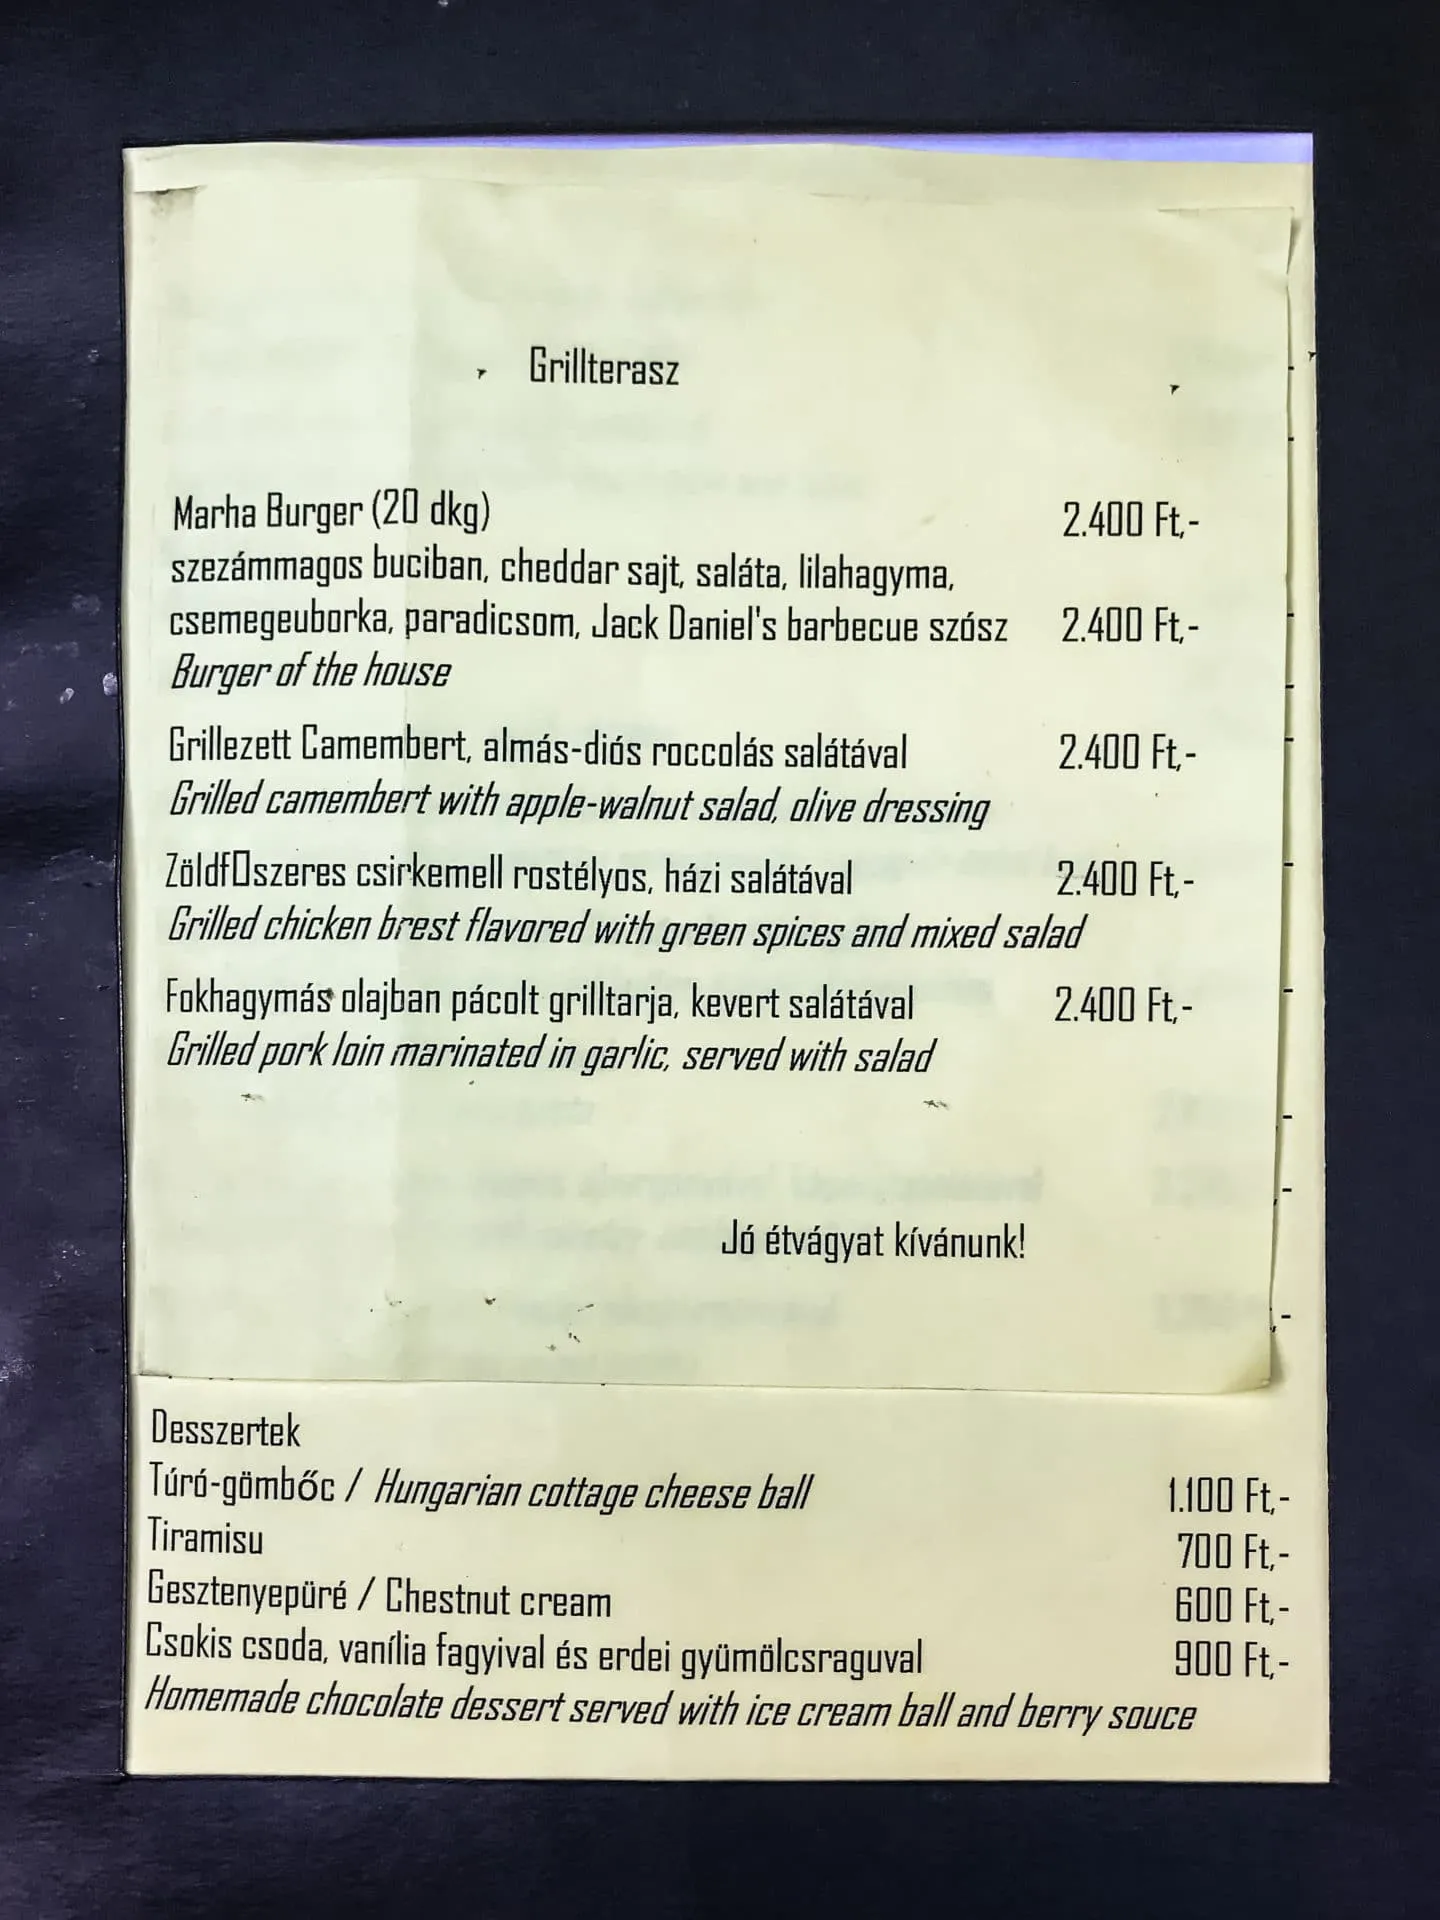 Grillterasz
Marha Burger (20 dkg) 2.400 Ft,-
szezámmagos buciban, cheddar sajt, saláta, lilahagyma,
csemegeuborka, paradicsom, Jack Daniel's barbecue szósz 2.400 Ft,-
Burger of the house
Grillezett Camembert, almás-diós roccolás salátával 2.400 Ft,-
Grilled camembert with apple-walnut salad, olive dressing
Zöldf□szeres csirkemell rostélyos, házi salátával 2.400 Ft,-
Grilled chicken brest flavored with green spices and mixed salad
Fokhagymás olajban pácolt grilltarja, kevert salátával 2.400 Ft,-
Grilled pork loin marinated in garlic, served with salad
Jó étvágyat kívánunk!
Desszertek
Túró-gömbőc / Hungarian cottage cheese ball 1.100 Ft,-
Tiramisu 700 Ft,-
Gesztenyepüré / Chestnut cream 600 Ft,-
Csokis csoda, vanília fagyival és erdei gyümölcsraguval 900 Ft,-
Homemade chocolate dessert served with ice cream ball and berry souce